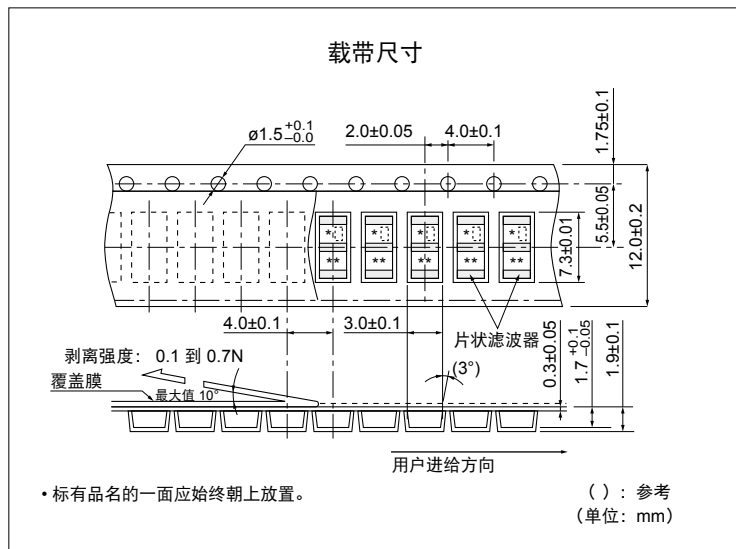 载带尺寸
ø1.5 +0.1 –0.0
2.0±0.05
4.0±0.1
1.75±0.1
5.5±0.05
12.0±0.2
7.3±0.01
* * * * *
** ** ** ** **
4.0±0.1
3.0±0.1
片状滤波器
剥离强度： 0.1 到 0.7N
(3°)
0.3±0.05
1.7 +0.1 –0.05
1.9±0.1
覆盖膜
最大值 10°
用户进给方向
• 标有品名的一面应始终朝上放置。
（ ）：参考
（单位：mm）